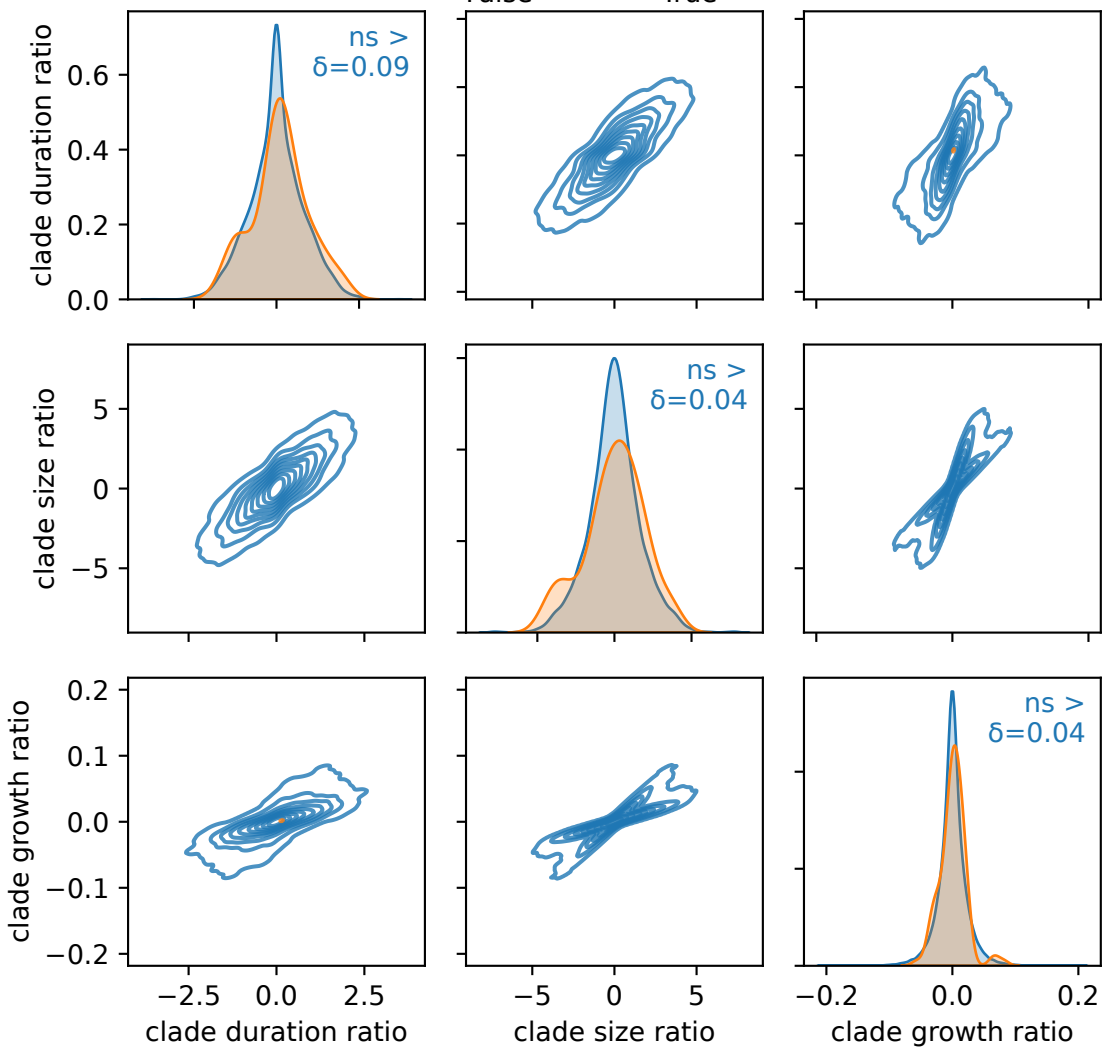 ns >
δ=0.09
clade duration ratio
0.6
0.4
0.2
0.0
ns >
δ=0.04
clade size ratio
5
0
−5
ns >
δ=0.04
clade growth ratio
0.2
0.1
0.0
−0.1
−0.2
−2.5 0.0 2.5
−5 0 5
−0.2 0.0 0.2
clade duration ratio
clade size ratio
clade growth ratio